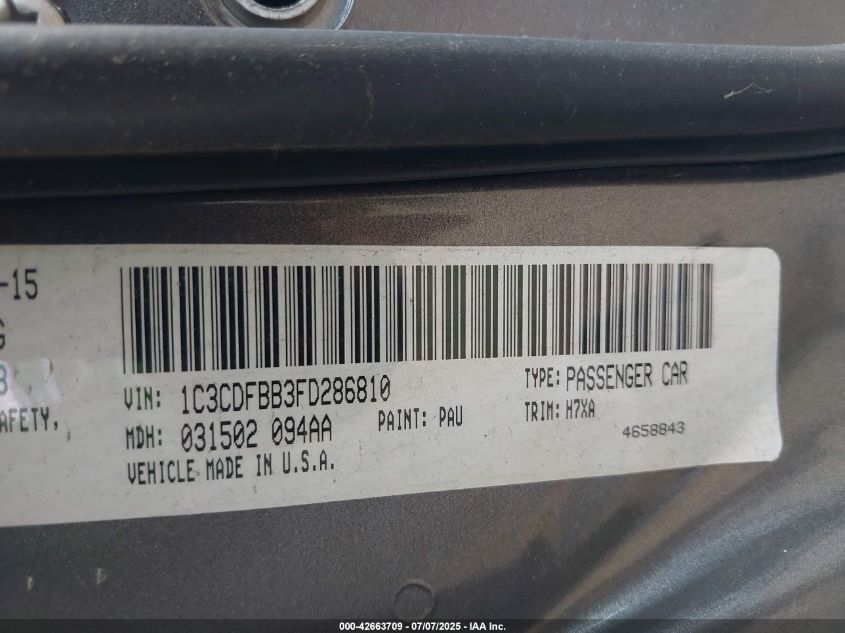 -15
AFETY,
VIN: 1C3CDFBB3FD286810
TYPE: PASSENGER CAR
MDH: 031502 094AA
PAINT: PAU
TRIM: H7XA
VEHICLE MADE IN U.S.A.
4658843
000-42663709 - 07/07/2025 - IAA Inc.